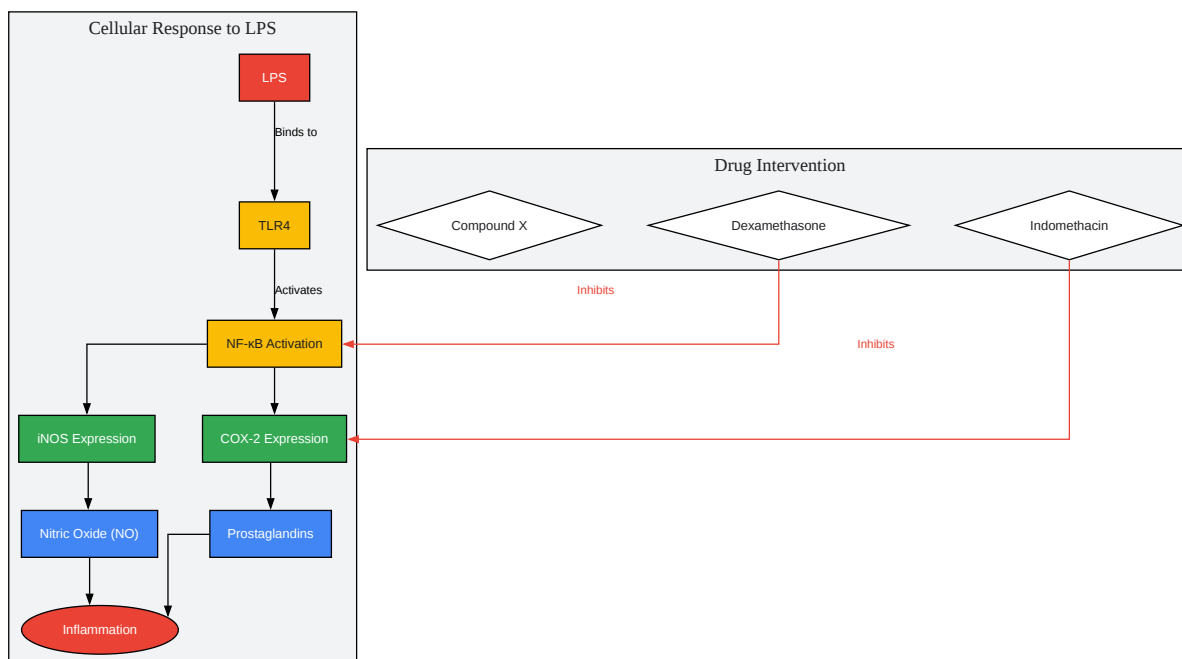 Cellular Response to LPS
LPS
Binds to
TLR4
Activates
NF-κB Activation
iNOS Expression
COX-2 Expression
Nitric Oxide (NO)
Prostaglandins
Inflammation
Drug Intervention
Compound X
Dexamethasone
Indomethacin
Inhibits
Inhibits